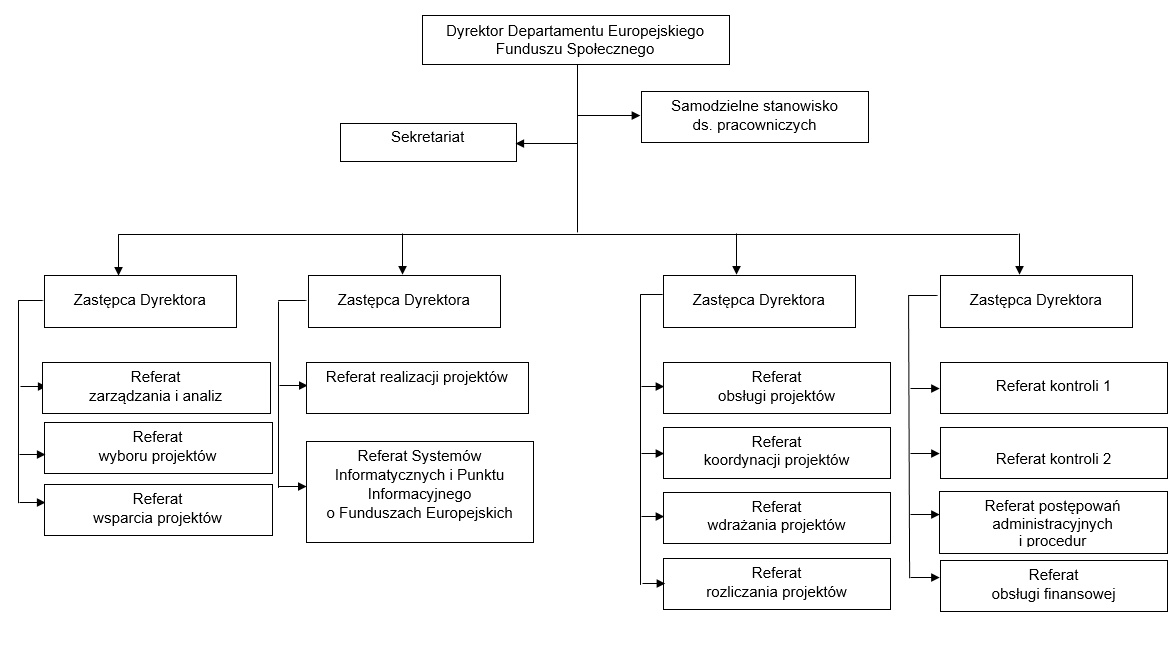 Dyrektor Departamentu Europejskiego
Funduszu Społecznego
Samodzielne stanowisko
ds. pracowniczych
Sekretariat
Zastępca Dyrektora
Zastępca Dyrektora
Zastępca Dyrektora
Zastępca Dyrektora
Referat
zarządzania i analiz
Referat
wyboru projektów
Referat
wsparcia projektów
Referat realizacji projektów
Referat Systemów
Informatycznych i Punktu
Informacyjnego
o Funduszach Europejskich
Referat
obsługi projektów
Referat
koordynacji projektów
Referat
wdrażania projektów
Referat
rozliczania projektów
Referat kontroli 1
Referat kontroli 2
Referat postępowań
administracyjnych
i procedur
Referat
obsługi finansowej